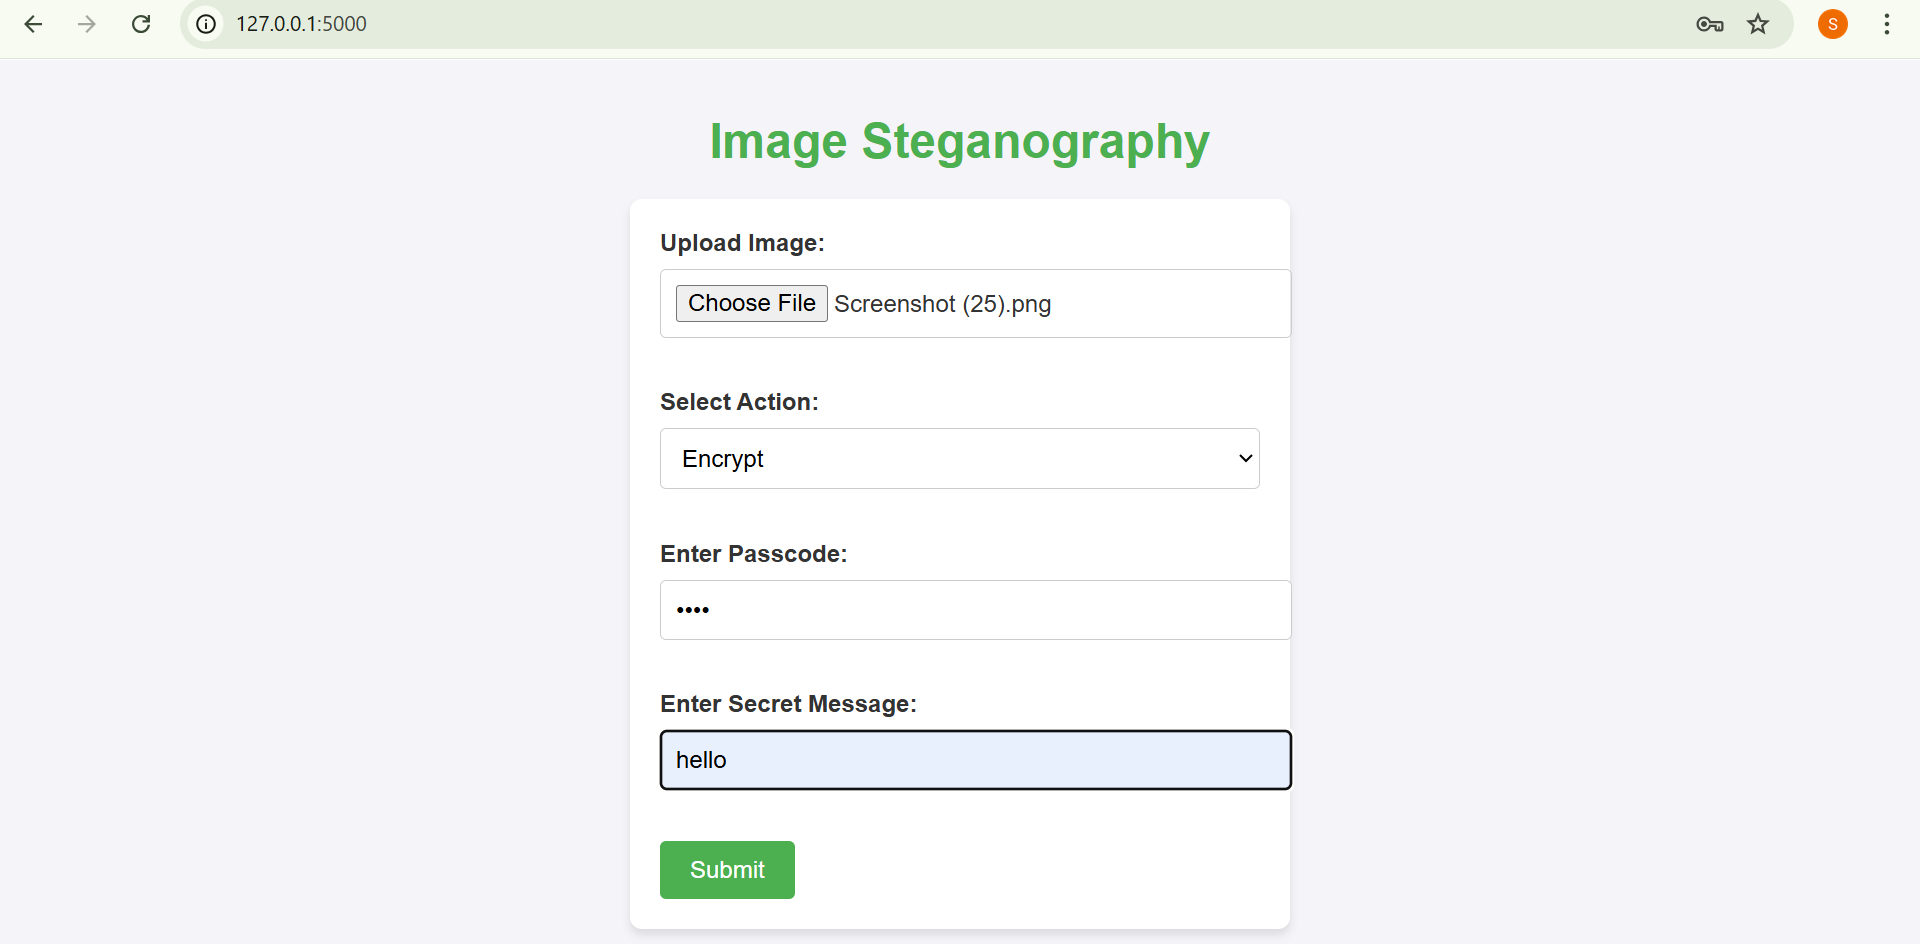 127.0.0.1:5000
S
Image Steganography
Upload Image:
Choose File Screenshot (25).png
Select Action:
Encrypt
Enter Passcode:
••••
Enter Secret Message:
hello
Submit